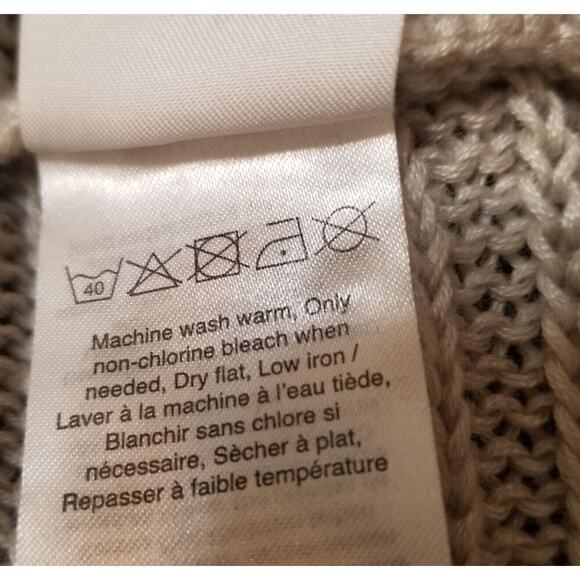 40
Machine wash warm, Only
non-chlorine bleach when
needed, Dry flat, Low iron /
Laver à la machine à l'eau tiède,
Blanchir sans chlore si
nécessaire, Sècher à plat,
Repasser à faible température